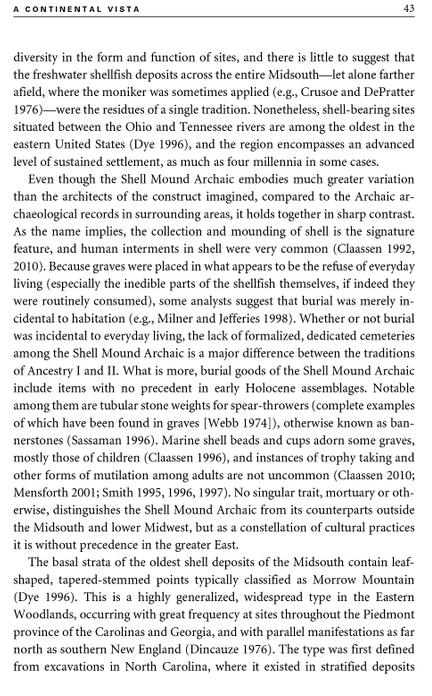 A CONTINENTAL VISTA 43
diversity in the form and function of sites, and there is little to suggest that
the freshwater shellfish deposits across the entire Midsouth—let alone farther
afield, where the moniker was sometimes applied (e.g., Crusoe and DePratter
1976)—were the residues of a single tradition. Nonetheless, shell-bearing sites
situated between the Ohio and Tennessee rivers are among the oldest in the
eastern United States (Dye 1996), and the region encompasses an advanced
level of sustained settlement, as much as four millennia in some cases.
Even though the Shell Mound Archaic embodies much greater variation
than the architects of the construct imagined, compared to the Archaic ar-
chaeological records in surrounding areas, it holds together in sharp contrast.
As the name implies, the collection and mounding of shell is the signature
feature, and human interments in shell were very common (Claassen 1992,
2010). Because graves were placed in what appears to be the refuse of everyday
living (especially the inedible parts of the shellfish themselves, if indeed they
were routinely consumed), some analysts suggest that burial was merely in-
cidental to habitation (e.g., Milner and Jefferies 1998). Whether or not burial
was incidental to everyday living, the lack of formalized, dedicated cemeteries
among the Shell Mound Archaic is a major difference between the traditions
of Ancestry I and II. What is more, burial goods of the Shell Mound Archaic
include items with no precedent in early Holocene assemblages. Notable
among them are tubular stone weights for spear-throwers (complete examples
of which have been found in graves [Webb 1974]), otherwise known as ban-
nerstones (Sassaman 1996). Marine shell beads and cups adorn some graves,
mostly those of children (Claassen 1996), and instances of trophy taking and
other forms of mutilation among adults are not uncommon (Claassen 2010;
Mensforth 2001; Smith 1995, 1996, 1997). No singular trait, mortuary or oth-
erwise, distinguishes the Shell Mound Archaic from its counterparts outside
the Midsouth and lower Midwest, but as a constellation of cultural practices
it is without precedence in the greater East.
The basal strata of the oldest shell deposits of the Midsouth contain leaf-
shaped, tapered-stemmed points typically classified as Morrow Mountain
(Dye 1996). This is a highly generalized, widespread type in the Eastern
Woodlands, occurring with great frequency at sites throughout the Piedmont
province of the Carolinas and Georgia, and with parallel manifestations as far
north as southern New England (Dincauze 1976). The type was first defined
from excavations in North Carolina, where it existed in stratified deposits